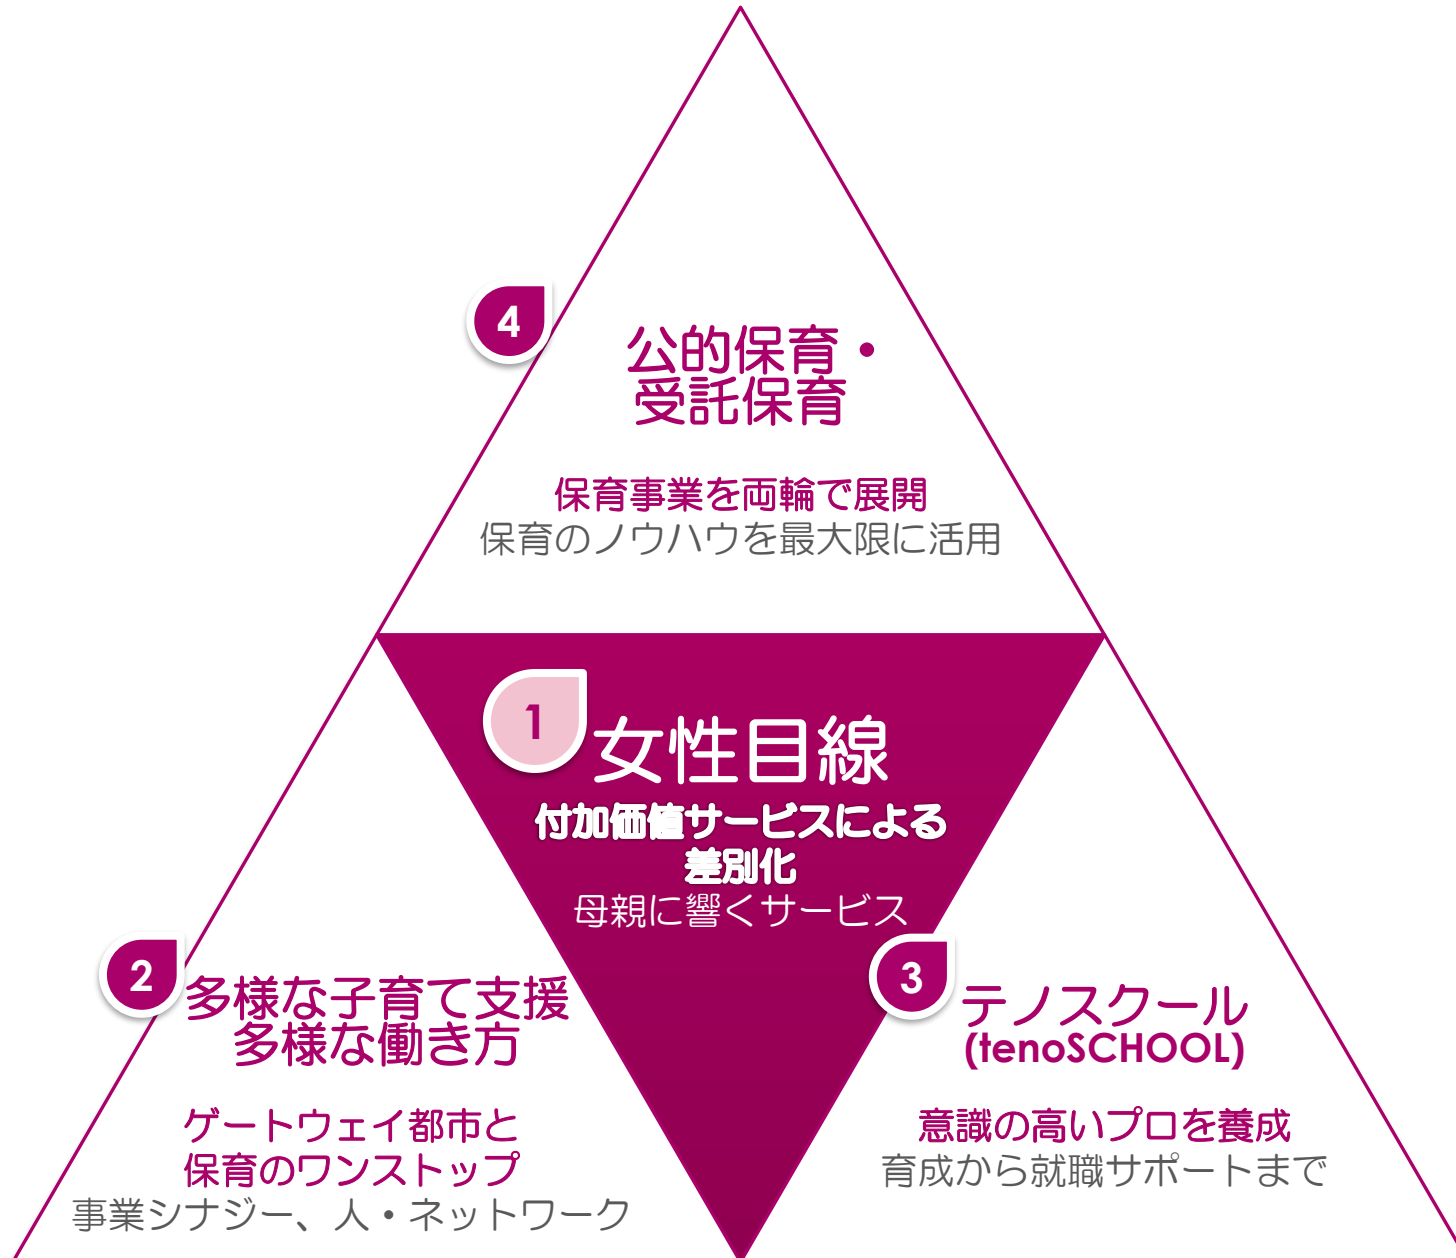 4
公的保育・
受託保育
保育事業を両輪で展開
保育のノウハウを最大限に活用
1
女性目線
付加価値サービスによる
差別化
母親に響くサービス
2
多様な子育て支援
多様な働き方
ゲートウェイ都市と
保育のワンストップ
事業シナジー、人・ネットワーク
3
テノスクール
(tenoSCHOOL)
意識の高いプロを養成
育成から就職サポートまで